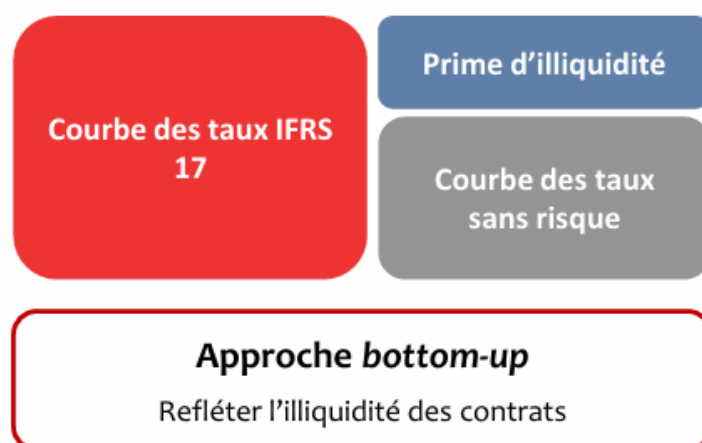 Courbe des taux IFRS
17
Prime d’illiquidité
Courbe des taux
sans risque
Approche bottom-up
Refléter l’illiquidité des contrats